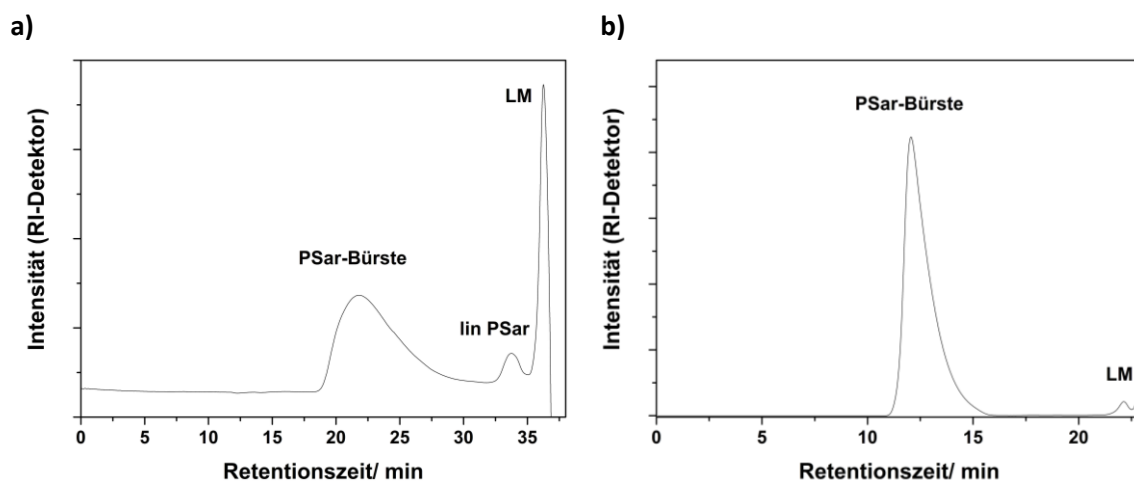 a)
Intensität (RI-Detektor)
PSar-Bürste
lin PSar
LM
0 5 10 15 20 25 30 35
Retentionszeit/ min
b)
Intensität (RI-Detektor)
PSar-Bürste
LM
0 5 10 15 20
Retentionszeit/ min